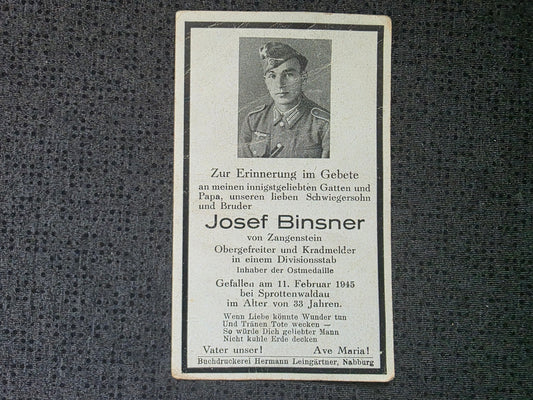 Zur Erinnerung im Gebete
an meinen innigstgeliebten Gatten und
Papa, unseren lieben Schwiegersohn
und Bruder
Josef Binsner
von Zangenstein
Obergefreiter und Kradmelder
in einem Divisionsstab
Inhaber der Ostmedaille
Gefallen am 11. Februar 1945
bei Sprottenwaldau
im Alter von 33 Jahren.
Wenn Liebe könnte Wunder tun
Und Tränen Tote wecken —
So würde Dich geliebter Mann
Nicht kühle Erde decken
Vater unser! Ave Maria!
Buchdruckerei Hermann Leingärtner, Nabburg